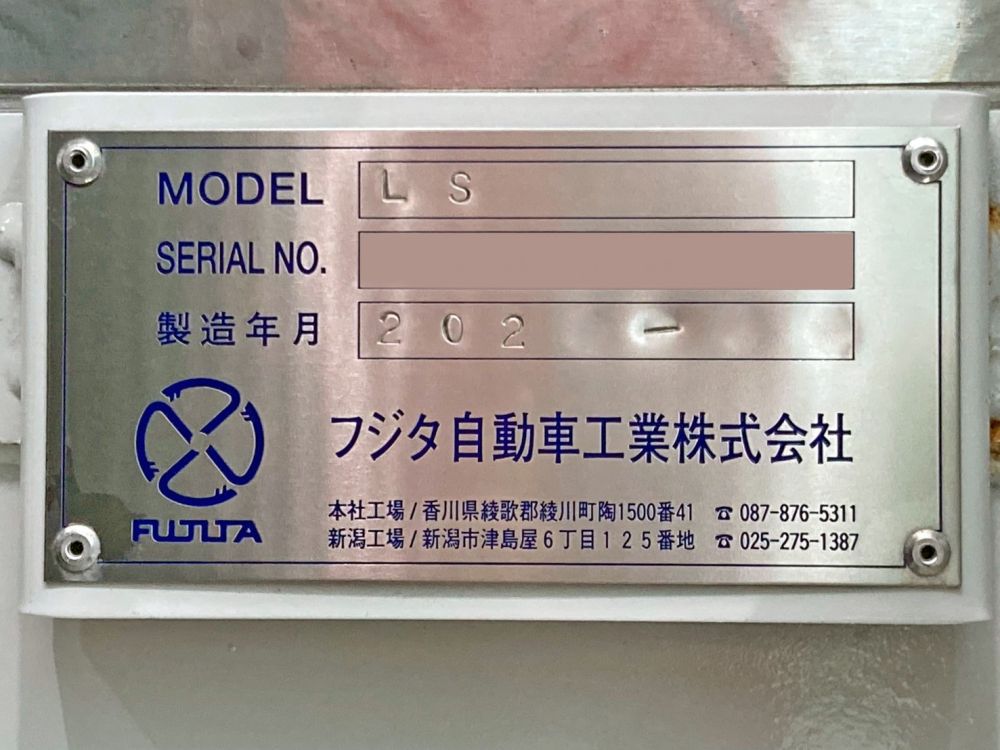 MODEL L S
SERIAL NO.
製造年月 2 0 2 －
フジタ自動車工業株式会社
FUJITA
本社工場/香川県綾歌郡綾川町陶1500番41 ☎ 087-876-5311
新潟工場/新潟市津島屋6丁目125番地 ☎ 025-275-1387